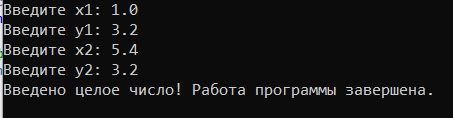 Введите x1: 1.0
Введите y1: 3.2
Введите x2: 5.4
Введите y2: 3.2
Введено целое число! Работа программы завершена.